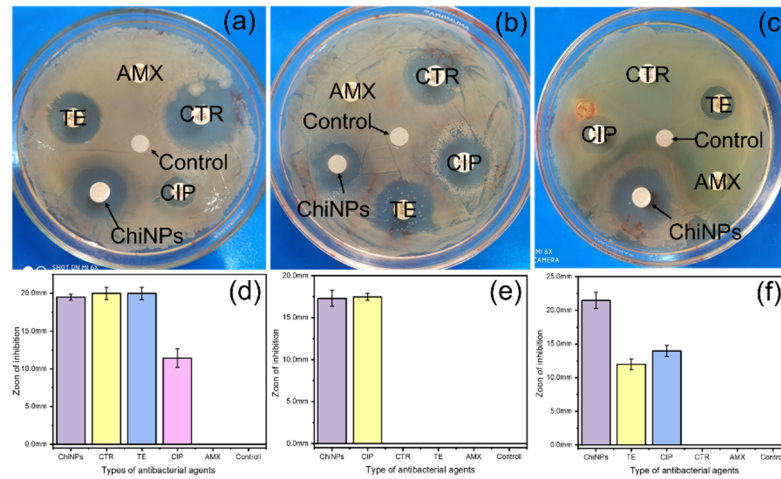 (a)
AMX
TE
CTR
Control
CIP
ChiNPs
SHOT ON MI 6X
(b)
AMX
CTR
Control
CIP
ChiNPs
TE
(c)
CTR
TE
CIP
Control
AMX
ChiNPs
MI 6X
CAMERA
(d)
Zoon of inhibition
20.0mm
15.0mm
10.0mm
5.0mm
0.0mm
ChiNPs CTR TE CIP AMX Controll
Types of antibacterial agents
(e)
Zoon of inhibition
20.0mm
15.0mm
10.0mm
5.0mm
0.0mm
ChiNPs CIP CTR TE AMX Control
Type of antibacterial agents
(f)
Zoon of inhibition
25.0mm
20.0mm
15.0mm
10.0mm
5.0mm
0.0mm
ChiNPs TE CIP CTR AMX Control
Type of antibacterial agents